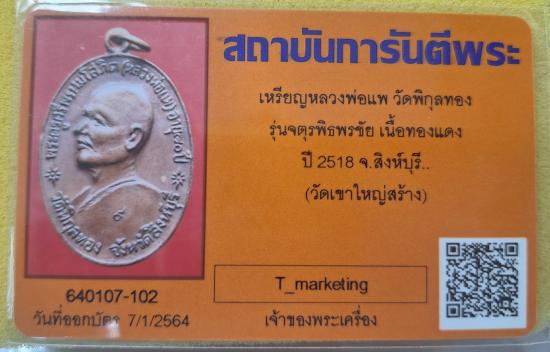 สถาบันการันตีพระ
เหรียญหลวงพ่อแพ วัดพิกุลทอง
รุ่นจตุรพิธพรชัย เนื้อทองแดง
ปี 2518 จ.สิงห์บุรี..
(วัดเขาใหญ่สร้าง)
T_marketing
เจ้าของพระเครื่อง
640107-102
วันที่ออกบัตร 7/1/2564
วัดพิกุลทอง จังหวัดสิงห์บุรี
๙